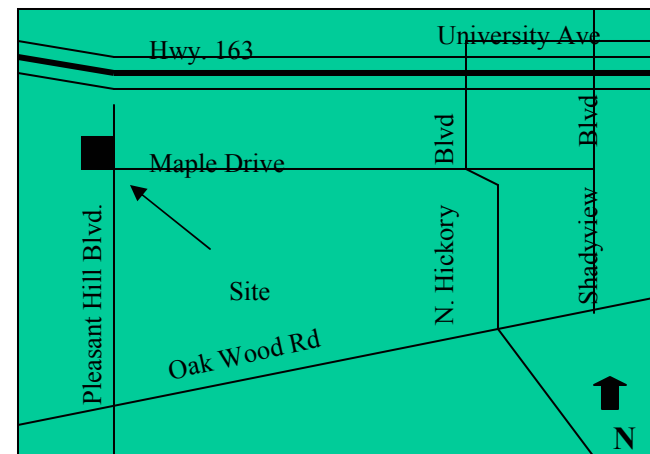 University Ave
Hwy. 163
Maple Drive
Blvd
Blvd
Pleasant Hill Blvd.
N. Hickory
Shadyview
Site
Oak Wood Rd
N